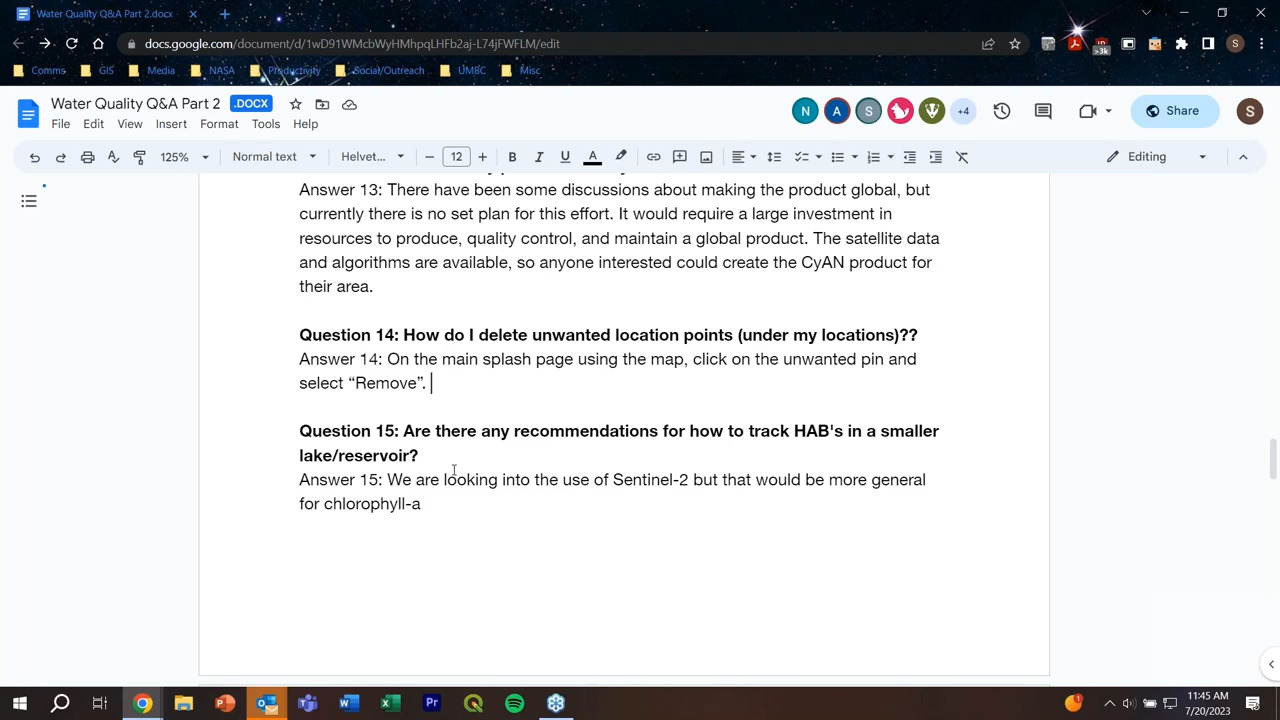 Water Quality Q&A Part 2.docx
docs.google.com/document/d/1wD91WMcbWyHMhpqLHFb2aj-L74jFWFLM/edit
>3k
S
Comms GIS Media NASA Productivity Social/Outreach UMBC Misc
Water Quality Q&A Part 2 .DOCX
N A S +4 Share S
File Edit View Insert Format Tools Help
125% Normal text Helvet... 12 B I U A Editing
Answer 13: There have been some discussions about making the product global, but
currently there is no set plan for this effort. It would require a large investment in
resources to produce, quality control, and maintain a global product. The satellite data
and algorithms are available, so anyone interested could create the CyAN product for
their area.
Question 14: How do I delete unwanted location points (under my locations)??
Answer 14: On the main splash page using the map, click on the unwanted pin and
select “Remove”.
Question 15: Are there any recommendations for how to track HAB's in a smaller
lake/reservoir?
Answer 15: We are looking into the use of Sentinel-2 but that would be more general
for chlorophyll-a
11:45 AM
7/20/2023